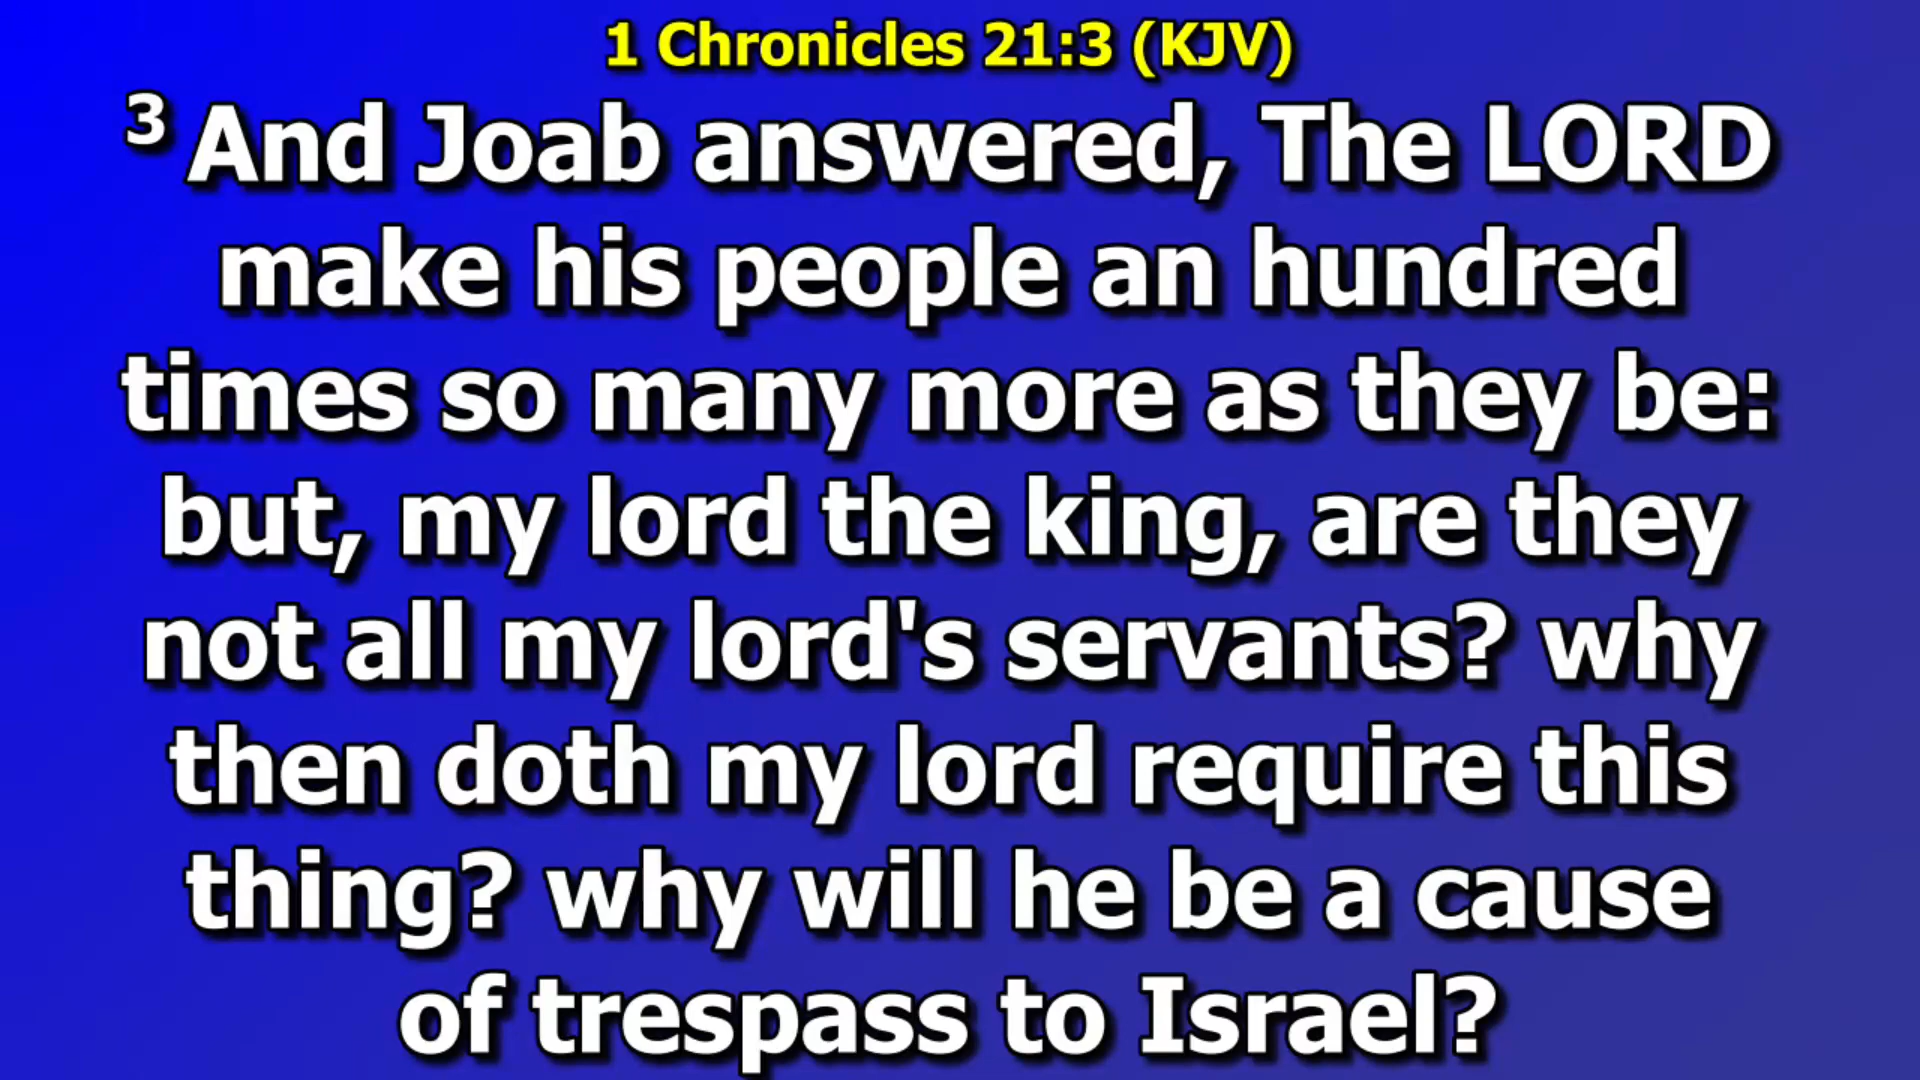 1 Chronicles 21:3 (KJV)
3 And Joab answered, The LORD
make his people an hundred
times so many more as they be:
but, my lord the king, are they
not all my lord's servants? why
then doth my lord require this
thing? why will he be a cause
of trespass to Israel?